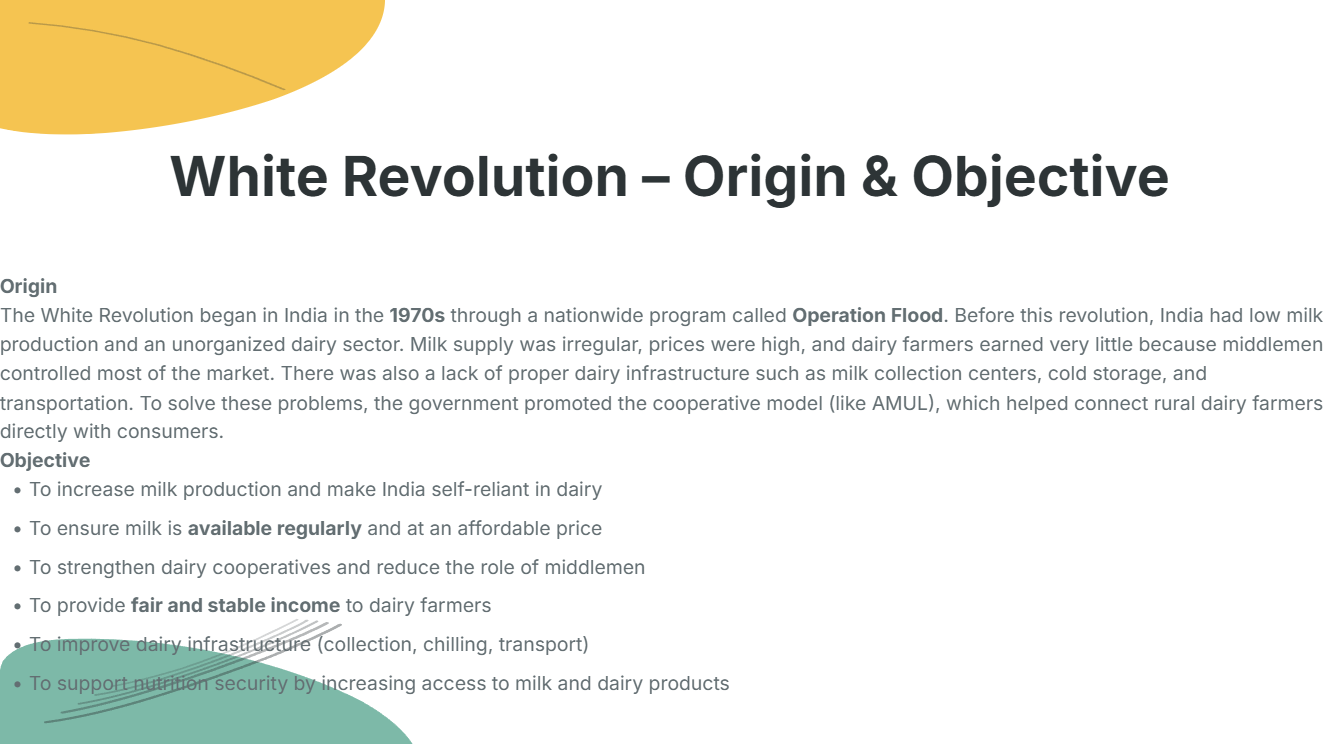 White Revolution – Origin & Objective
Origin
The White Revolution began in India in the 1970s through a nationwide program called Operation Flood. Before this revolution, India had low milk
production and an unorganized dairy sector. Milk supply was irregular, prices were high, and dairy farmers earned very little because middlemen
controlled most of the market. There was also a lack of proper dairy infrastructure such as milk collection centers, cold storage, and
transportation. To solve these problems, the government promoted the cooperative model (like AMUL), which helped connect rural dairy farmers
directly with consumers.
Objective
• To increase milk production and make India self-reliant in dairy
• To ensure milk is available regularly and at an affordable price
• To strengthen dairy cooperatives and reduce the role of middlemen
• To provide fair and stable income to dairy farmers
• To improve dairy infrastructure (collection, chilling, transport)
• To support nutrition security by increasing access to milk and dairy products